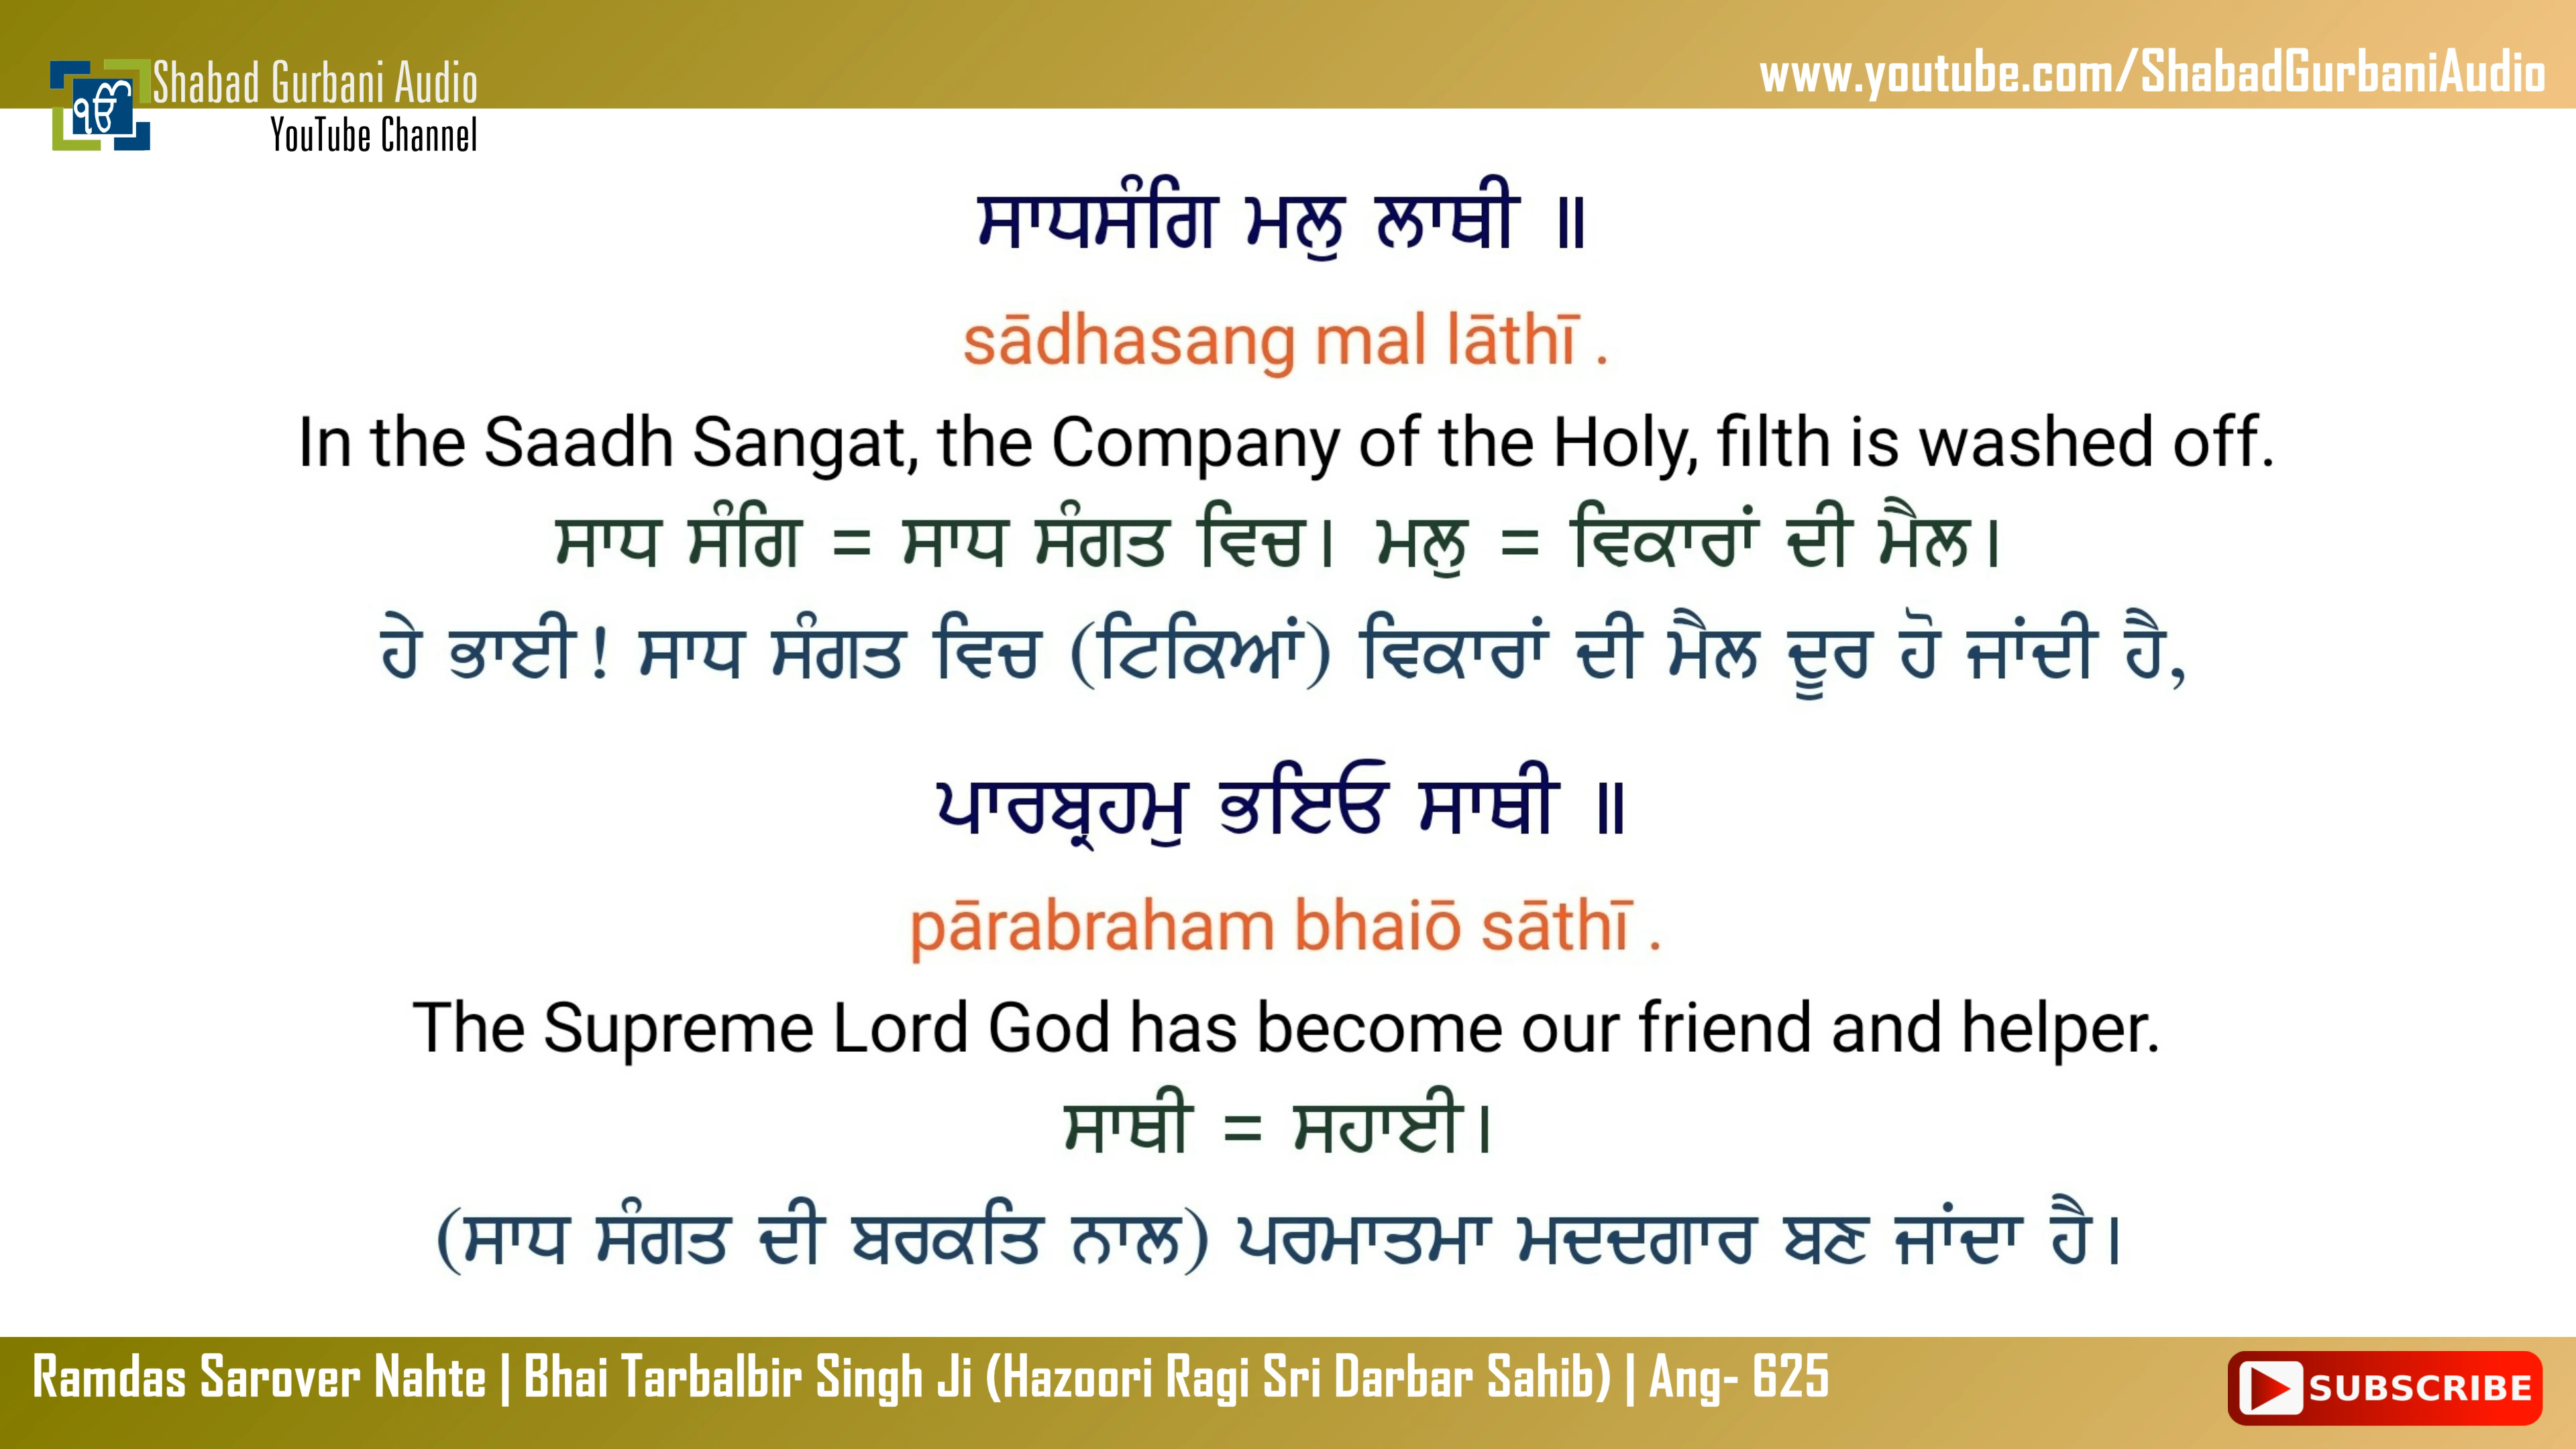 Shabad Gurbani Audio
YouTube Channel
www.youtube.com/ShabadGurbaniAudio
ੴ
ਸਾਧਸੰਗਿ ਮਲੁ ਲਾਥੀ ॥
sādhasang mal lāthī .
In the Saadh Sangat, the Company of the Holy, filth is washed off.
ਸਾਧ ਸੰਗਿ = ਸਾਧ ਸੰਗਤ ਵਿਚ। ਮਲੁ = ਵਿਕਾਰਾਂ ਦੀ ਮੈਲ।
ਹੇ ਭਾਈ! ਸਾਧ ਸੰਗਤ ਵਿਚ (ਟਿਕਿਆਂ) ਵਿਕਾਰਾਂ ਦੀ ਮੈਲ ਦੂਰ ਹੋ ਜਾਂਦੀ ਹੈ,
ਪਾਰਬ੍ਰਹਮੁ ਭਇਓ ਸਾਥੀ ॥
pārabraham bhaiō sāthī .
The Supreme Lord God has become our friend and helper.
ਸਾਥੀ = ਸਹਾਈ।
(ਸਾਧ ਸੰਗਤ ਦੀ ਬਰਕਤਿ ਨਾਲ) ਪਰਮਾਤਮਾ ਮਦਦਗਾਰ ਬਣ ਜਾਂਦਾ ਹੈ।
Ramdas Sarover Nahte | Bhai Tarbalbir Singh Ji (Hazoori Ragi Sri Darbar Sahib) | Ang- 625
SUBSCRIBE